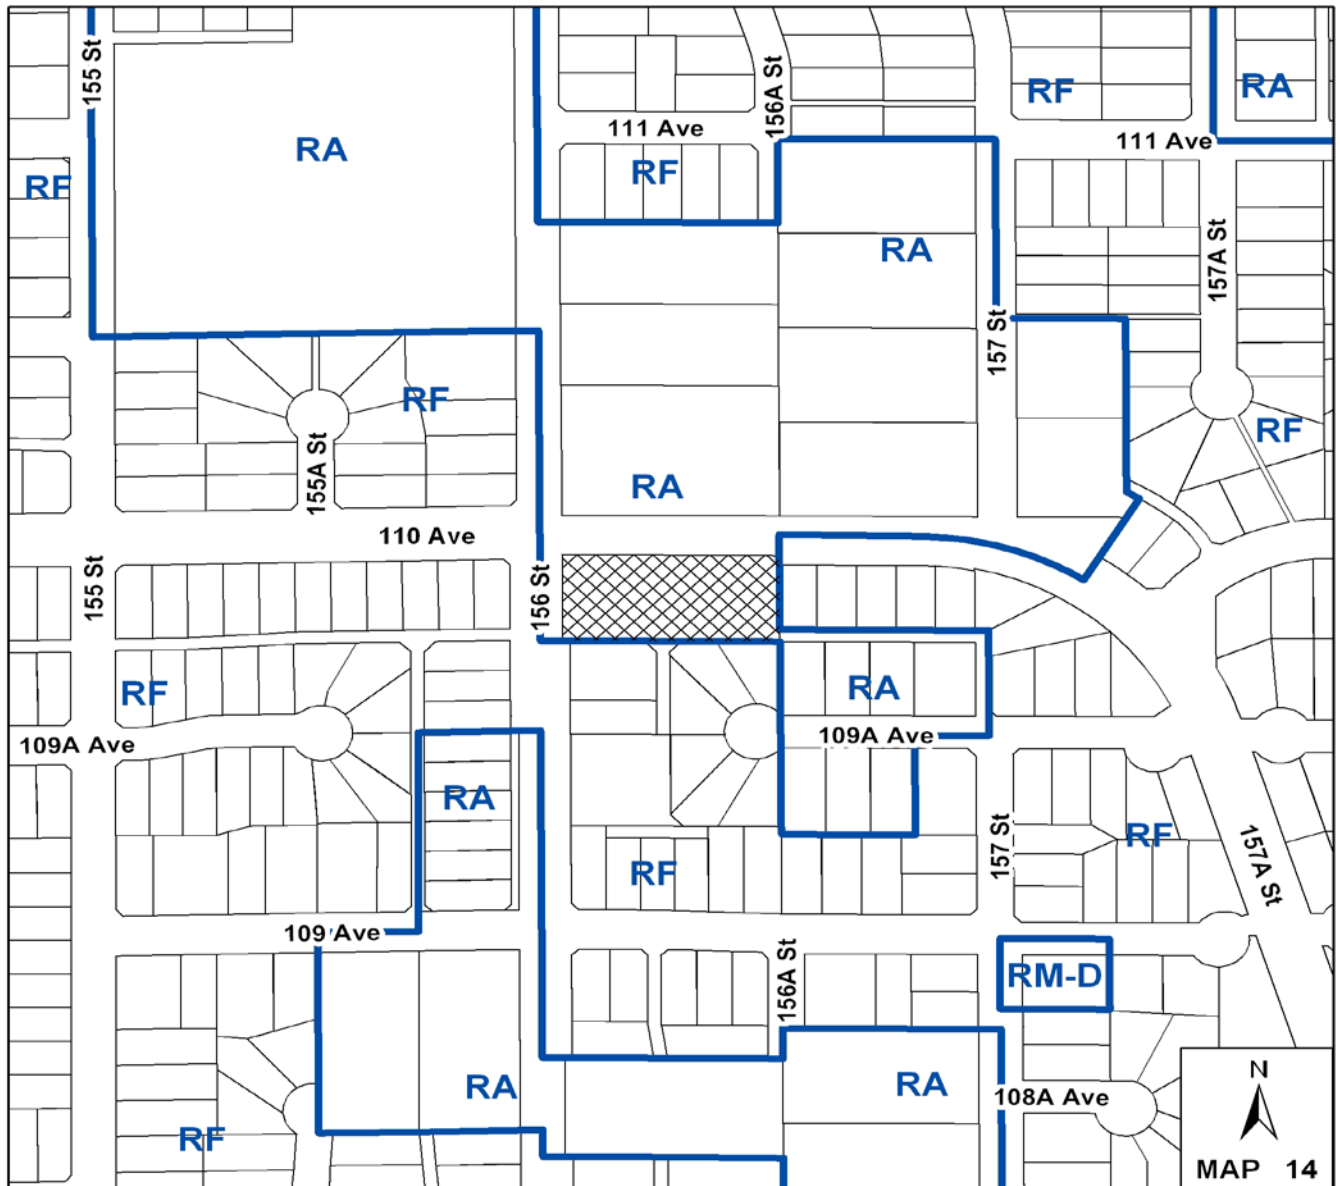 155 St
156A St
RF
RA
RA
111 Ave
111 Ave
RF
RF
RA
157A St
157 St
RF
155A St
RF
RA
110 Ave
155 St
156 St
RF
RA
109A Ave
109A Ave
RA
RF
157 St
RF
157A St
109 Ave
156A St
RM-D
RA
RA
108A Ave
RF
N
MAP 14